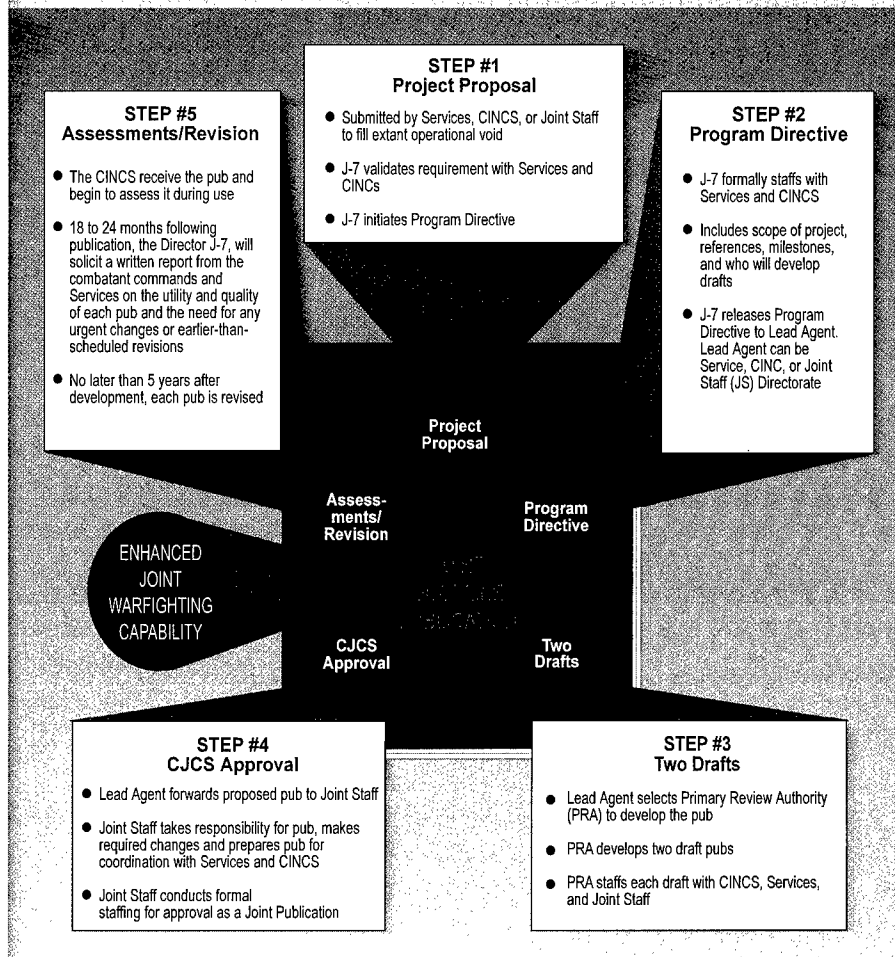 STEP #1
Project Proposal
● Submitted by Services, CINCS, or Joint Staff
to fill extant operational void
● J-7 validates requirement with Services and
CINCs
● J-7 initiates Program Directive
STEP #2
Program Directive
● J-7 formally staffs with
Services and CINCS
● Includes scope of project,
references, milestones,
and who will develop
drafts
● J-7 releases Program
Directive to Lead Agent.
Lead Agent can be
Service, CINC, or Joint
Staff (JS) Directorate
STEP #3
Two Drafts
● Lead Agent selects Primary Review Authority
(PRA) to develop the pub
● PRA develops two draft pubs
● PRA staffs each draft with CINCS, Services,
and Joint Staff
STEP #4
CJCS Approval
● Lead Agent forwards proposed pub to Joint Staff
● Joint Staff takes responsibility for pub, makes
required changes and prepares pub for
coordination with Services and CINCS
● Joint Staff conducts formal
staffing for approval as a Joint Publication
STEP #5
Assessments/Revision
● The CINCS receive the pub and
begin to assess it during use
● 18 to 24 months following
publication, the Director J-7, will
solicit a written report from the
combatant commands and
Services on the utility and quality
of each pub and the need for any
urgent changes or earlier-than-
scheduled revisions
● No later than 5 years after
development, each pub is revised
Project
Proposal
Assess-
ments/
Revision
Program
Directive
CJCS
Approval
Two
Drafts
ENHANCED
JOINT
WARFIGHTING
CAPABILITY